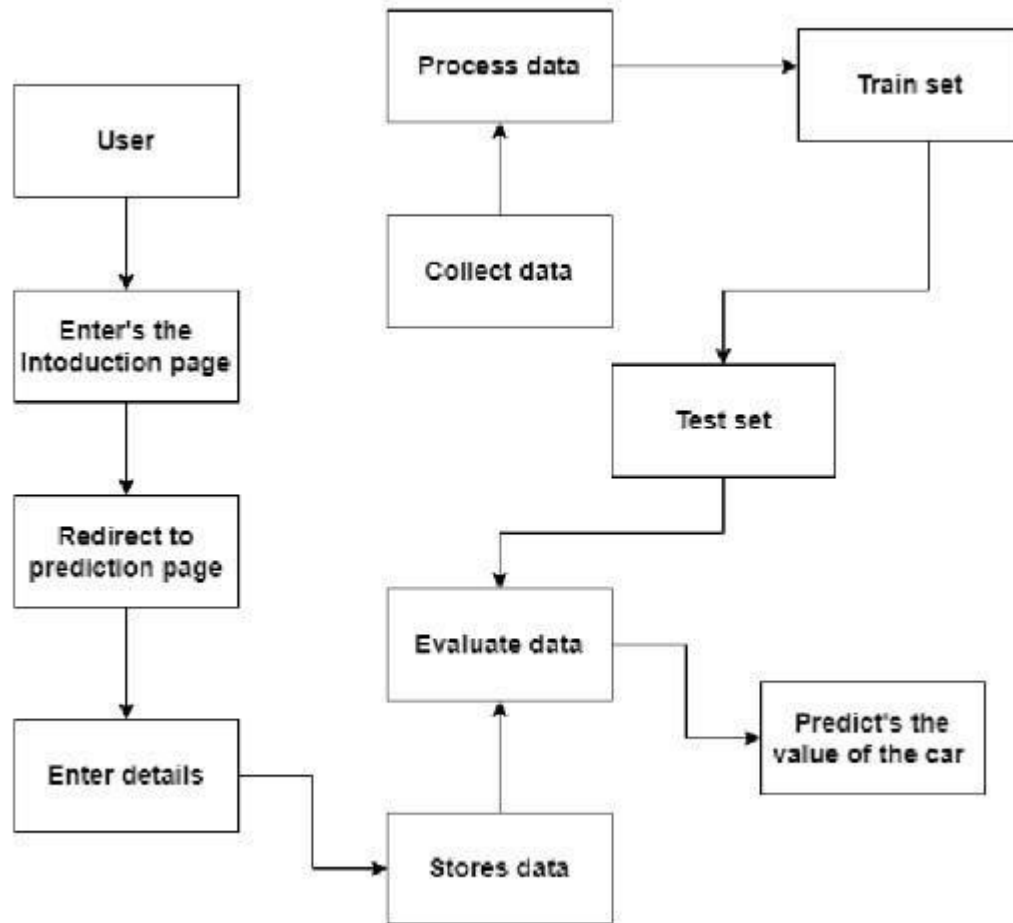 Process data
Train set
User
Collect data
Enter's the
Intoduction page
Test set
Redirect to
prediction page
Evaluate data
Predict's the
value of the car
Enter details
Stores data